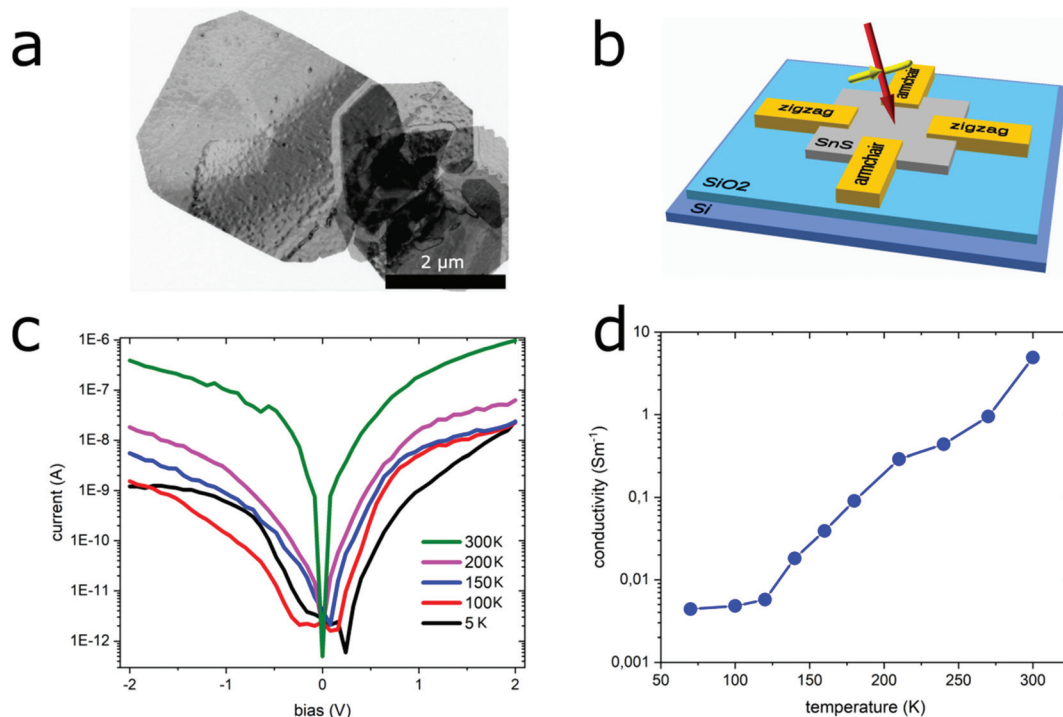 a
2 µm
b
armchair
zigzag
zigzag
SnS
armchair
SiO2
Si
c
1E-6
1E-7
1E-8
1E-9
1E-10
1E-11
1E-12
current (A)
300K
200K
150K
100K
5 K
-2 -1 0 1 2
bias (V)
d
10
1
0,1
0,01
0,001
conductivity (Sm⁻¹)
50 100 150 200 250 300
temperature (K)